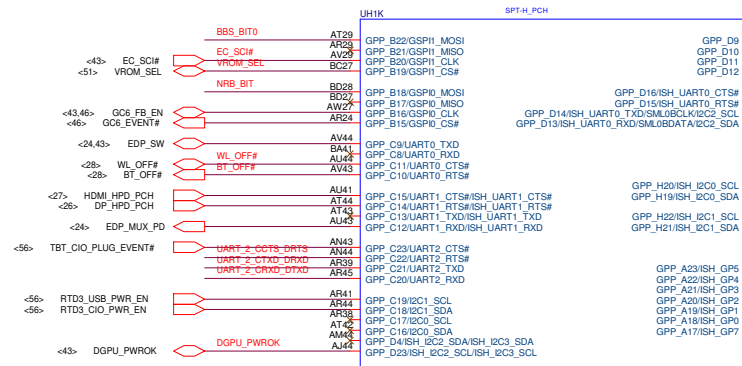 UH1K SPT-H_PCH
BBS_BIT0 AT29 GPP_B22/GSPI1_MOSI GPP_D9
AR29 GPP_B21/GSPI1_MISO GPP_D10
<43> EC_SCI# EC_SCI# AV29 GPP_B20/GSPI1_CLK GPP_D11
<51> VROM_SEL VROM_SEL BC27 GPP_B19/GSPI1_CS# GPP_D12
NRB_BIT BD28 GPP_B18/GSPI0_MOSI GPP_D16/ISH_UART0_CTS#
BD27 GPP_B17/GSPI0_MISO GPP_D15/ISH_UART0_RTS#
<43,46> GC6_FB_EN AW27 GPP_B16/GSPI0_CLK GPP_D14/ISH_UART0_TXD/SML0BCLK/I2C2_SCL
<46> GC6_EVENT# AR24 GPP_B15/GSPI0_CS# GPP_D13/ISH_UART0_RXD/SML0BDATA/I2C2_SDA
<24,43> EDP_SW AV44 GPP_C9/UART0_TXD
BA41 GPP_C8/UART0_RXD
<28> WL_OFF# WL_OFF# AU44 GPP_C11/UART0_CTS#
<28> BT_OFF# BT_OFF# AV43 GPP_C10/UART0_RTS#
GPP_H20/ISH_I2C0_SCL
<27> HDMI_HPD_PCH AU41 GPP_C15/UART1_CTS#/ISH_UART1_CTS# GPP_H19/ISH_I2C0_SDA
<26> DP_HPD_PCH AT44 GPP_C14/UART1_RTS#/ISH_UART1_RTS#
AT43 GPP_C13/UART1_TXD/ISH_UART1_TXD GPP_H22/ISH_I2C1_SCL
<24> EDP_MUX_PD AU43 GPP_C12/UART1_RXD/ISH_UART1_RXD GPP_H21/ISH_I2C1_SDA
<56> TBT_CIO_PLUG_EVENT# AN43 GPP_C23/UART2_CTS#
UART_2_CCTS_DRTS AN44 GPP_C22/UART2_RTS#
UART_2_CTXD_DRXD AR39 GPP_C21/UART2_TXD GPP_A23/ISH_GP5
UART_2_CRXD_DTXD AR45 GPP_C20/UART2_RXD GPP_A22/ISH_GP4
GPP_A21/ISH_GP3
<56> RTD3_USB_PWR_EN AR41 GPP_C19/I2C1_SCL GPP_A20/ISH_GP2
<56> RTD3_CIO_PWR_EN AR44 GPP_C18/I2C1_SDA GPP_A19/ISH_GP1
AR38 GPP_C17/I2C0_SCL GPP_A18/ISH_GP0
AT42 GPP_C16/I2C0_SDA GPP_A17/ISH_GP7
AM44 GPP_D4/ISH_I2C2_SDA/ISH_I2C3_SDA
<43> DGPU_PWROK DGPU_PWROK AJ44 GPP_D23/ISH_I2C2_SCL/ISH_I2C3_SCL